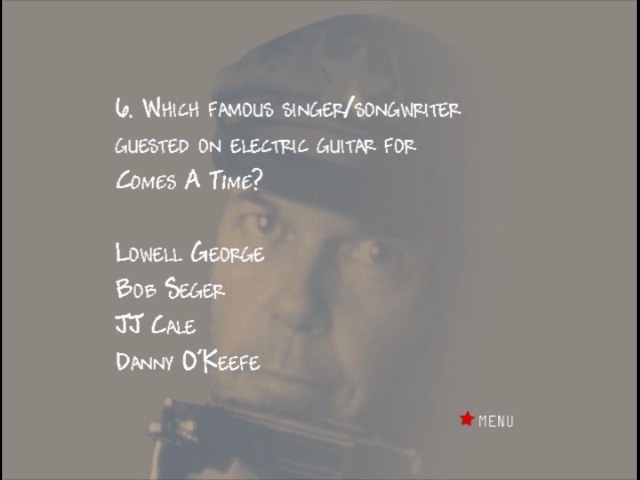 6. Which famous singer/songwriter
guested on electric guitar for
Comes A Time?
Lowell George
Bob Seger
JJ Cale
Danny O'Keefe
MENU